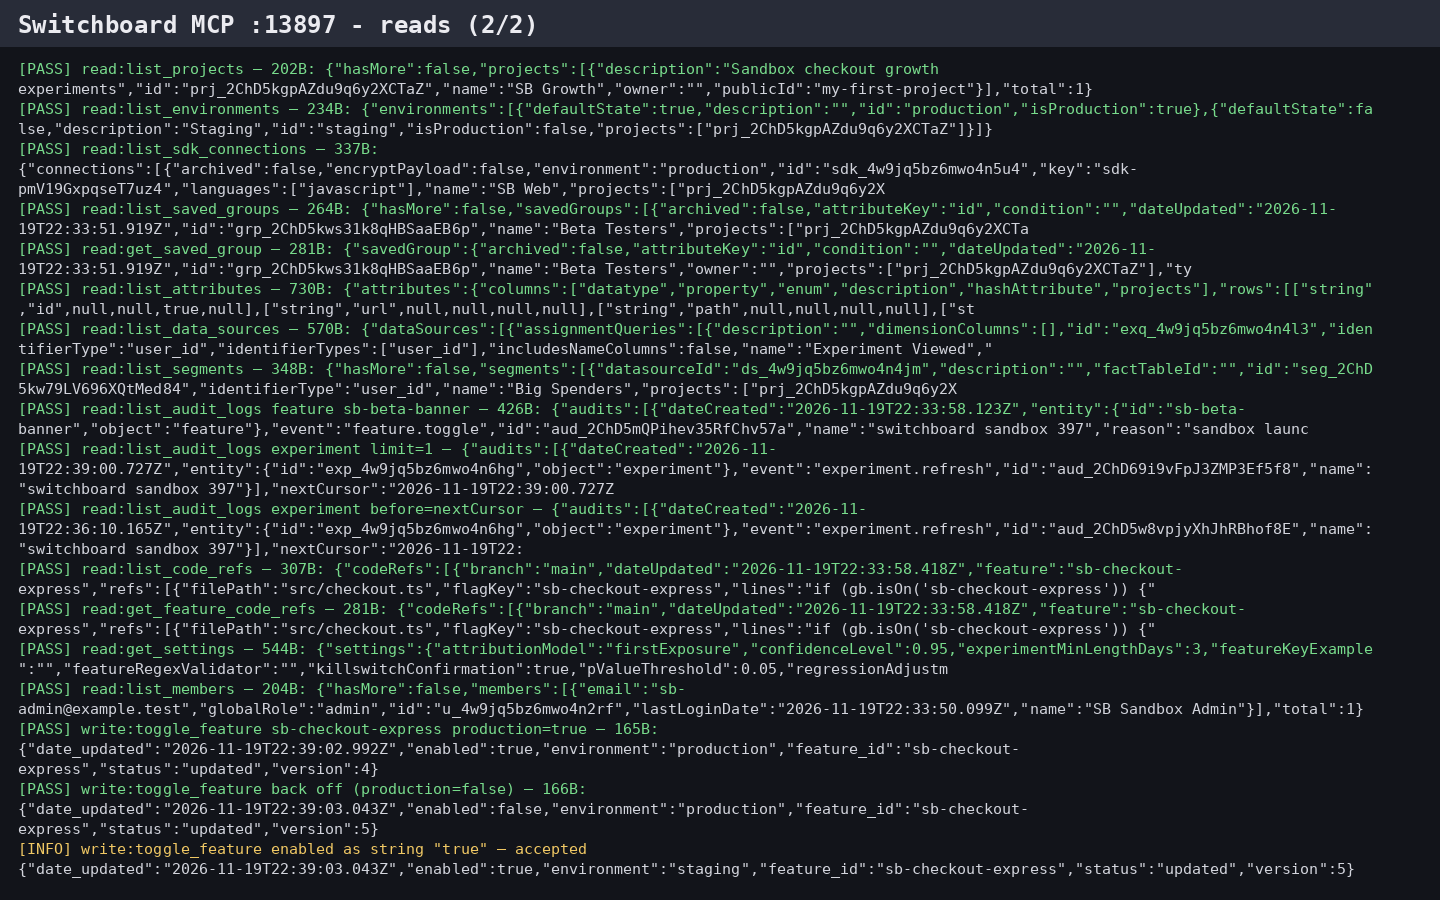 Switchboard MCP :13897 - reads (2/2)
[PASS] read:list_projects — 202B: {"hasMore":false,"projects":[{"description":"Sandbox checkout growth
experiments","id":"prj_2ChD5kgpAZdu9q6y2XCTaZ","name":"SB Growth","owner":"","publicId":"my-first-project"}],"total":1}
[PASS] read:list_environments — 234B: {"environments":[{"defaultState":true,"description":"","id":"production","isProduction":true},{"defaultState":fa
lse,"description":"Staging","id":"staging","isProduction":false,"projects":["prj_2ChD5kgpAZdu9q6y2XCTaZ"]}]}
[PASS] read:list_sdk_connections — 337B:
{"connections":[{"archived":false,"encryptPayload":false,"environment":"production","id":"sdk_4w9jq5bz6mwo4n5u4","key":"sdk-
pmV19GxpqseT7uz4","languages":["javascript"],"name":"SB Web","projects":["prj_2ChD5kgpAZdu9q6y2X
[PASS] read:list_saved_groups — 264B: {"hasMore":false,"savedGroups":[{"archived":false,"attributeKey":"id","condition":"","dateUpdated":"2026-11-
19T22:33:51.919Z","id":"grp_2ChD5kws31k8qHBSaaEB6p","name":"Beta Testers","projects":["prj_2ChD5kgpAZdu9q6y2XCTa
[PASS] read:get_saved_group — 281B: {"savedGroup":{"archived":false,"attributeKey":"id","condition":"","dateUpdated":"2026-11-
19T22:33:51.919Z","id":"grp_2ChD5kws31k8qHBSaaEB6p","name":"Beta Testers","owner":"","projects":["prj_2ChD5kgpAZdu9q6y2XCTaZ"],"ty
[PASS] read:list_attributes — 730B: {"attributes":{"columns":["datatype","property","enum","description","hashAttribute","projects"],"rows":[["string"
,"id",null,null,true,null],["string","url",null,null,null,null],["string","path",null,null,null,null],["st
[PASS] read:list_data_sources — 570B: {"dataSources":[{"assignmentQueries":[{"description":"","dimensionColumns":[],"id":"exq_4w9jq5bz6mwo4n4l3","iden
tifierType":"user_id","identifierTypes":["user_id"],"includesNameColumns":false,"name":"Experiment Viewed","
[PASS] read:list_segments — 348B: {"hasMore":false,"segments":[{"datasourceId":"ds_4w9jq5bz6mwo4n4jm","description":"","factTableId":"","id":"seg_2ChD
5kw79LV696XQtMed84","identifierType":"user_id","name":"Big Spenders","projects":["prj_2ChD5kgpAZdu9q6y2X
[PASS] read:list_audit_logs feature sb-beta-banner — 426B: {"audits":[{"dateCreated":"2026-11-19T22:33:58.123Z","entity":{"id":"sb-beta-
banner","object":"feature"},"event":"feature.toggle","id":"aud_2ChD5mQPihev35RfChv57a","name":"switchboard sandbox 397","reason":"sandbox launc
[PASS] read:list_audit_logs experiment limit=1 — {"audits":[{"dateCreated":"2026-11-
19T22:39:00.727Z","entity":{"id":"exp_4w9jq5bz6mwo4n6hg","object":"experiment"},"event":"experiment.refresh","id":"aud_2ChD69i9vFpJ3ZMP3Ef5f8","name":
"switchboard sandbox 397"}],"nextCursor":"2026-11-19T22:39:00.727Z
[PASS] read:list_audit_logs experiment before=nextCursor — {"audits":[{"dateCreated":"2026-11-
19T22:36:10.165Z","entity":{"id":"exp_4w9jq5bz6mwo4n6hg","object":"experiment"},"event":"experiment.refresh","id":"aud_2ChD5w8vpjyXhJhRBhof8E","name":
"switchboard sandbox 397"}],"nextCursor":"2026-11-19T22:
[PASS] read:list_code_refs — 307B: {"codeRefs":[{"branch":"main","dateUpdated":"2026-11-19T22:33:58.418Z","feature":"sb-checkout-
express","refs":[{"filePath":"src/checkout.ts","flagKey":"sb-checkout-express","lines":"if (gb.isOn('sb-checkout-express')) {"
[PASS] read:get_feature_code_refs — 281B: {"codeRefs":[{"branch":"main","dateUpdated":"2026-11-19T22:33:58.418Z","feature":"sb-checkout-
express","refs":[{"filePath":"src/checkout.ts","flagKey":"sb-checkout-express","lines":"if (gb.isOn('sb-checkout-express')) {"
[PASS] read:get_settings — 544B: {"settings":{"attributionModel":"firstExposure","confidenceLevel":0.95,"experimentMinLengthDays":3,"featureKeyExample
":"","featureRegexValidator":"","killswitchConfirmation":true,"pValueThreshold":0.05,"regressionAdjustm
[PASS] read:list_members — 204B: {"hasMore":false,"members":[{"email":"sb-
admin@example.test","globalRole":"admin","id":"u_4w9jq5bz6mwo4n2rf","lastLoginDate":"2026-11-19T22:33:50.099Z","name":"SB Sandbox Admin"}],"total":1}
[PASS] write:toggle_feature sb-checkout-express production=true — 165B:
{"date_updated":"2026-11-19T22:39:02.992Z","enabled":true,"environment":"production","feature_id":"sb-checkout-
express","status":"updated","version":4}
[PASS] write:toggle_feature back off (production=false) — 166B:
{"date_updated":"2026-11-19T22:39:03.043Z","enabled":false,"environment":"production","feature_id":"sb-checkout-
express","status":"updated","version":5}
[INFO] write:toggle_feature enabled as string "true" — accepted
{"date_updated":"2026-11-19T22:39:03.043Z","enabled":true,"environment":"staging","feature_id":"sb-checkout-express","status":"updated","version":5}